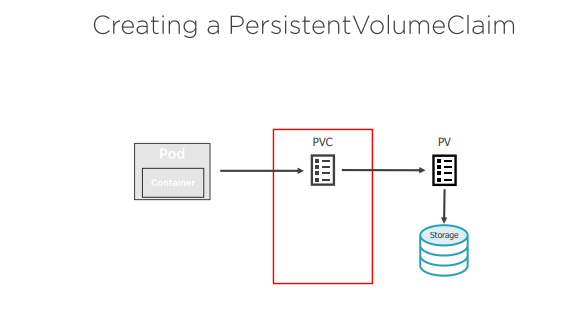 Creating a PersistentVolumeClaim
Pod
Container
PVC
PV
Storage